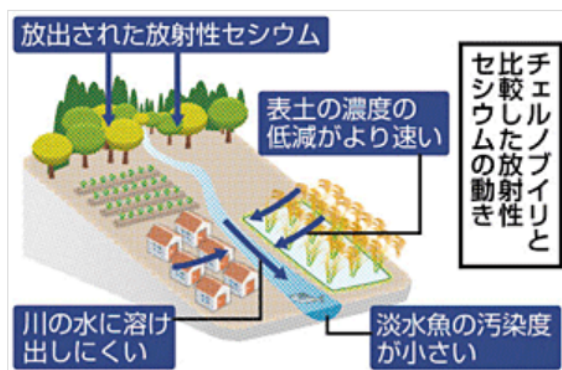 チェルノブイリと
比較した放射性
セシウムの動き
放出された放射性セシウム
表土の濃度の
低減がより速い
川の水に溶け
出しにくい
淡水魚の汚染度
が小さい